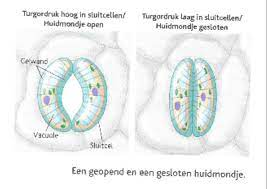 Turgordruk hoog in sluitcellen/
Huidmondje open
Turgordruk laag in sluitcellen/
Huidmondje gesloten
Celwand
Vacuole
Sluitcel
Een geopend en een gesloten huidmondje.